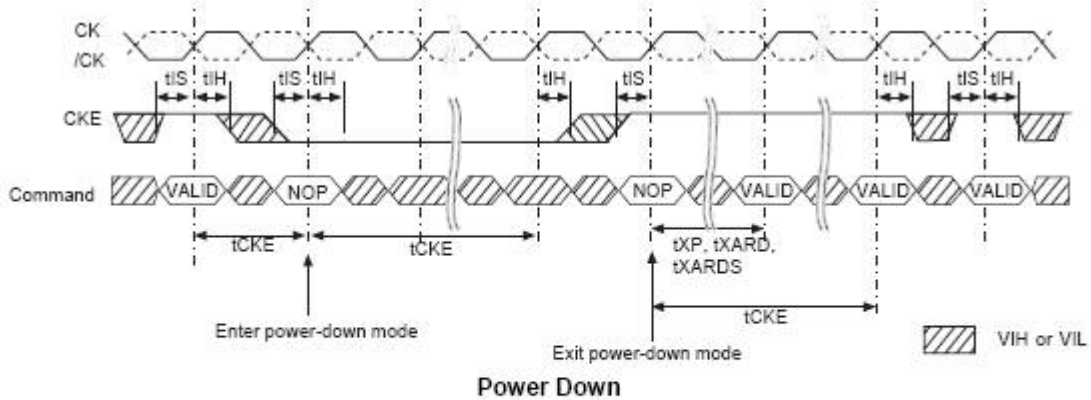 CK
/CK
tIS tIH tIS tIH tIH tIS tIH tIS tIH
CKE
Command VALID NOP NOP VALID VALID VALID
tCKE tCKE tXP, tXARD,
tXARDS
tCKE
Enter power-down mode
Exit power-down mode
VIH or VIL
Power Down